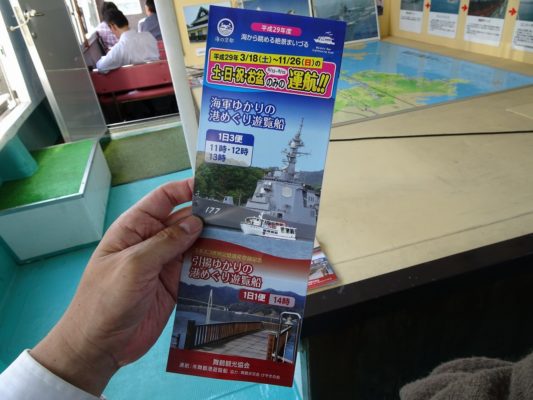 海の京都
平成29年度
海から眺める絶景まいづる
平成29年 3/18(土)～11/26(日)の
土・日・祝・お盆のみの運航!!
海軍ゆかりの
港めぐり遊覧船
1日3便
11時・12時
13時
177
引揚ゆかりの
港めぐり遊覧船
1日1便 14時
舞鶴観光協会